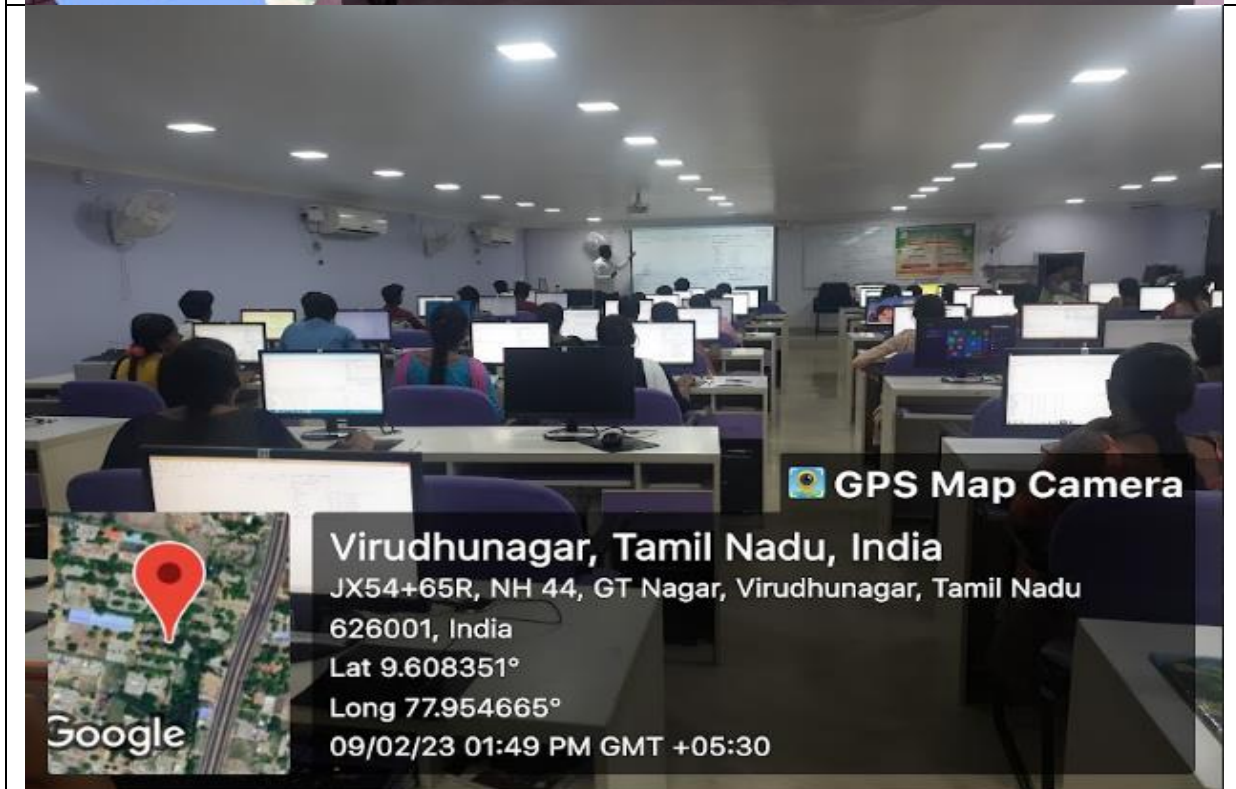 GPS Map Camera
Virudhunagar, Tamil Nadu, India
JX54+65R, NH 44, GT Nagar, Virudhunagar, Tamil Nadu
626001, India
Lat 9.608351°
Long 77.954665°
09/02/23 01:49 PM GMT +05:30
Google